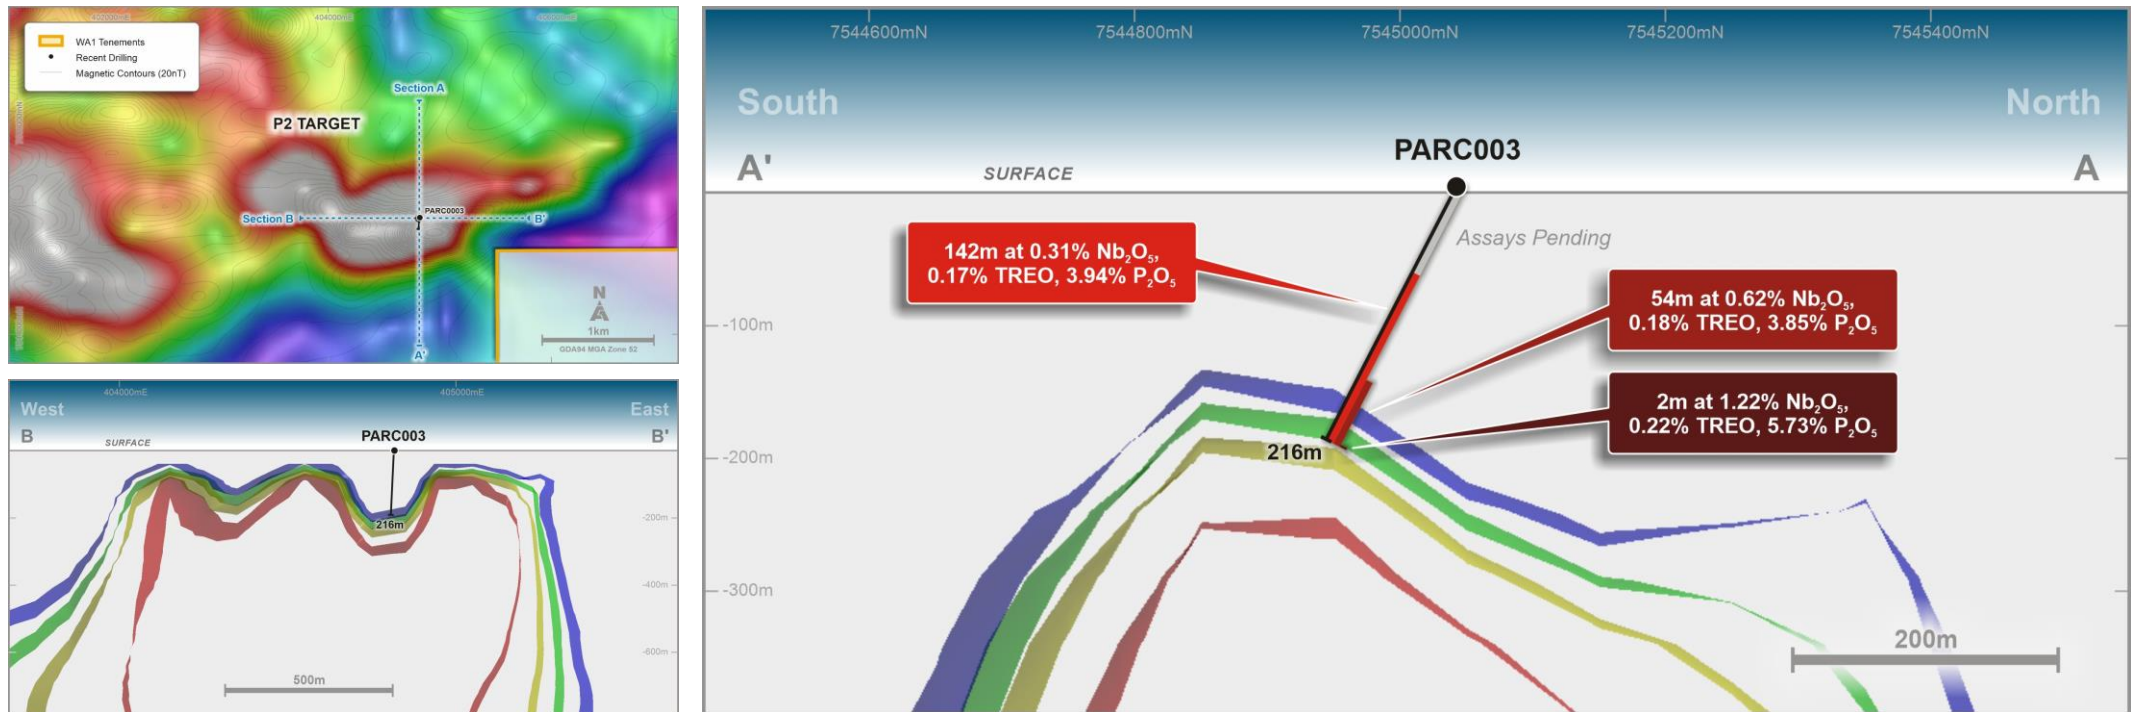 402000mE
404000mE
WA1 Tenements
Recent Drilling
Magnetic Contours (20nT)
Section A
P2 TARGET
PARC0003
Section B
B'
N
1km
GDA94 MGA Zone 52
A'
404000mE
405000mE
West
East
B
SURFACE
PARC003
B'
-200m
216m
-400m
-600m
500m
7544600mN
7544800mN
7545000mN
7545200mN
7545400mN
South
North
PARC003
A'
SURFACE
A
142m at 0.31% Nb₂O₅,
0.17% TREO, 3.94% P₂O₅
Assays Pending
54m at 0.62% Nb₂O₅,
0.18% TREO, 3.85% P₂O₅
-100m
2m at 1.22% Nb₂O₅,
0.22% TREO, 5.73% P₂O₅
-200m
216m
-300m
200m